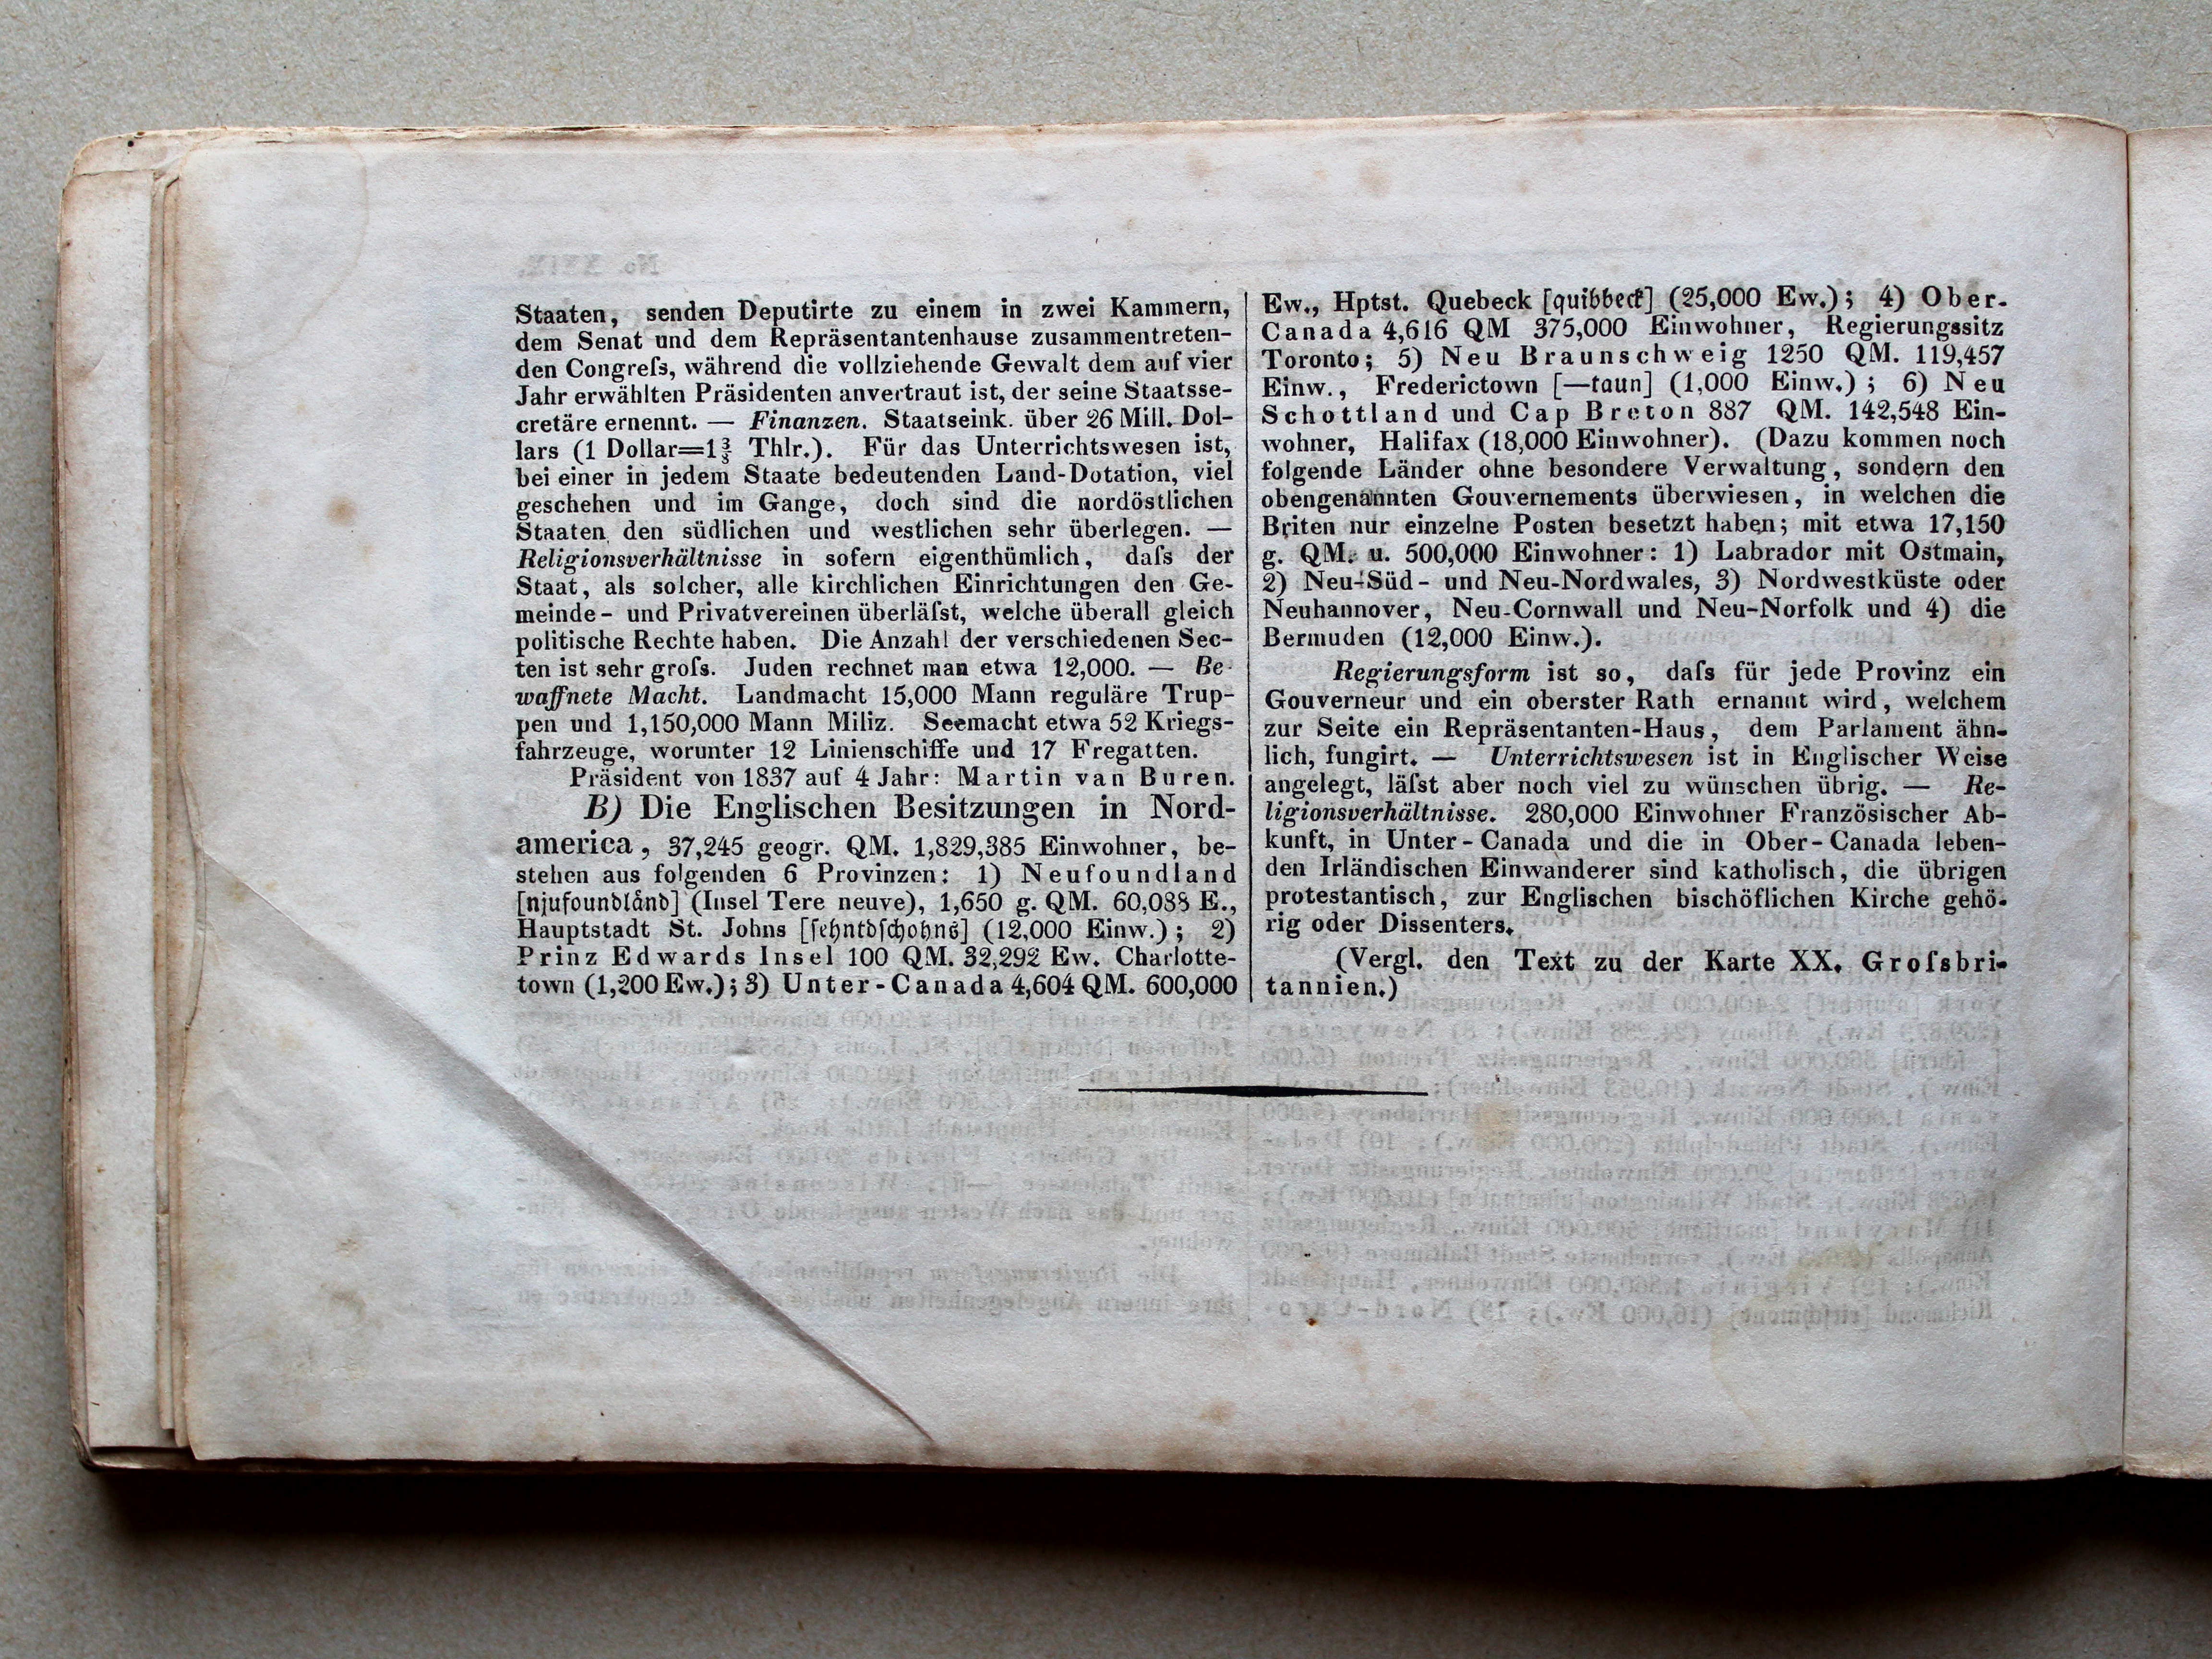 Staaten, senden Deputirte zu einem in zwei Kammern,
dem Senat und dem Repräsentantenhause zusammentreten-
den Congreſs, während die vollziehende Gewalt dem auf vier
Jahr erwählten Präsidenten anvertraut ist, der seine Staatsse-
cretäre ernennt. — Finanzen. Staatseink. über 26 Mill. Dol-
lars (1 Dollar=1⅜ Thlr.). Für das Unterrichtswesen ist,
bei einer in jedem Staate bedeutenden Land-Dotation, viel
geschehen und im Gange, doch sind die nordöstlichen
Staaten den südlichen und westlichen sehr überlegen. —
Religionsverhältnisse in sofern eigenthümlich, daſs der
Staat, als solcher, alle kirchlichen Einrichtungen den Ge-
meinde- und Privatvereinen überläſst, welche überall gleich
politische Rechte haben. Die Anzahl der verschiedenen Sec-
ten ist sehr groſs. Juden rechnet man etwa 12,000. — Be-
waffnete Macht. Landmacht 15,000 Mann reguläre Trup-
pen und 1,150,000 Mann Miliz. Seemacht etwa 52 Kriegs-
fahrzeuge, worunter 12 Linienschiffe und 17 Fregatten.
Präsident von 1837 auf 4 Jahr: Martin van Buren.
B) Die Englischen Besitzungen in Nord-
america, 37,245 geogr. QM. 1,829,385 Einwohner, be-
stehen aus folgenden 6 Provinzen: 1) Neufoundland
[njufoundlånd] (Insel Tere neuve), 1,650 g. QM. 60,088 E.,
Hauptstadt St. Johns [ſehntdſchohns] (12,000 Einw.); 2)
Prinz Edwards Insel 100 QM. 32,292 Ew. Charlotte-
town (1,200 Ew.); 3) Unter-Canada 4,604 QM. 600,000
Ew., Hptst. Quebeck [quibbeck] (25,000 Ew.); 4) Ober-
Canada 4,616 QM 375,000 Einwohner, Regierungssitz
Toronto; 5) Neu Braunschweig 1250 QM. 119,457
Einw., Frederictown [—taun] (1,000 Einw.); 6) Neu
Schottland und Cap Breton 887 QM. 142,548 Ein-
wohner, Halifax (18,000 Einwohner). (Dazu kommen noch
folgende Länder ohne besondere Verwaltung, sondern den
obengenannten Gouvernements überwiesen, in welchen die
Briten nur einzelne Posten besetzt haben; mit etwa 17,150
g. QM. u. 500,000 Einwohner: 1) Labrador mit Ostmain,
2) Neu-Süd- und Neu-Nordwales, 3) Nordwestküste oder
Neuhannover, Neu-Cornwall und Neu-Norfolk und 4) die
Bermuden (12,000 Einw.).
Regierungsform ist so, daſs für jede Provinz ein
Gouverneur und ein oberster Rath ernannt wird, welchem
zur Seite ein Repräsentanten-Haus, dem Parlament ähn-
lich, fungirt. — Unterrichtswesen ist in Englischer Weise
angelegt, läſst aber noch viel zu wünschen übrig. — Re-
ligionsverhältnisse. 280,000 Einwohner Französischer Ab-
kunft, in Unter-Canada und die in Ober-Canada leben-
den Irländischen Einwanderer sind katholisch, die übrigen
protestantisch, zur Englischen bischöflichen Kirche gehö-
rig oder Dissenters.
(Vergl. den Text zu der Karte XX. Groſsbri-
tannien.)